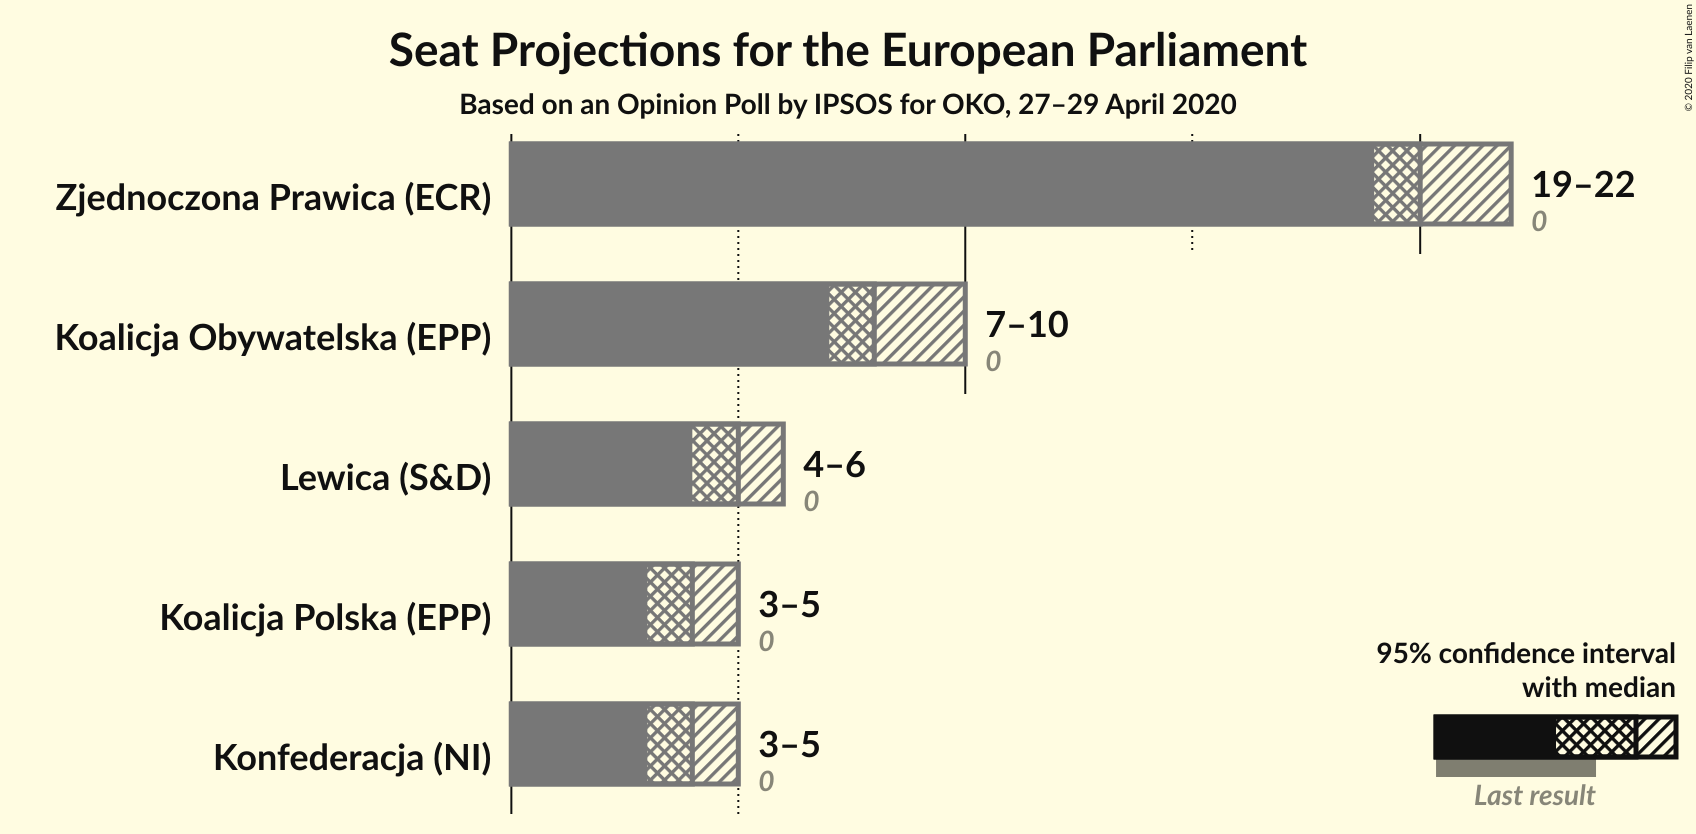 Seat Projections for the European Parliament
Based on an Opinion Poll by IPSOS for OKO, 27–29 April 2020
© 2020 Filip van Laenen
Zjednoczona Prawica (ECR)
19–22
0
Koalicja Obywatelska (EPP)
7–10
0
Lewica (S&D)
4–6
0
Koalicja Polska (EPP)
3–5
0
Konfederacja (NI)
3–5
0
95% confidence interval
with median
Last result